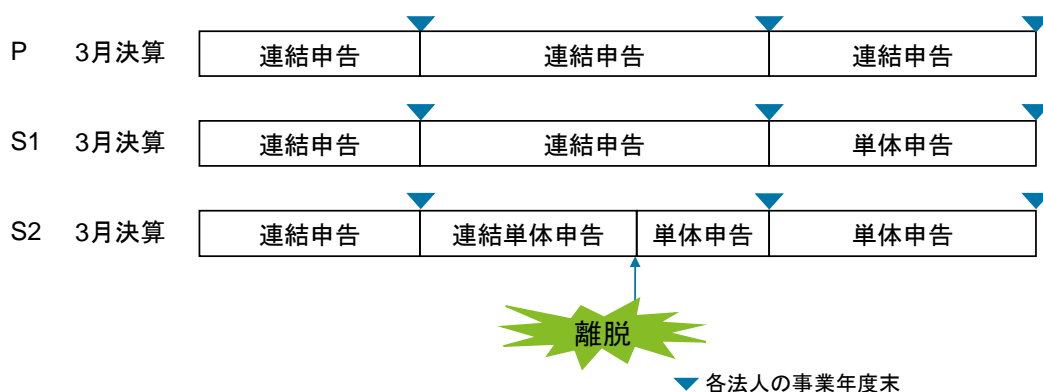 P 3月決算 連結申告 連結申告 連結申告
S1 3月決算 連結申告 連結申告 単体申告
S2 3月決算 連結申告 連結単体申告 単体申告 単体申告
離脱
各法人の事業年度末